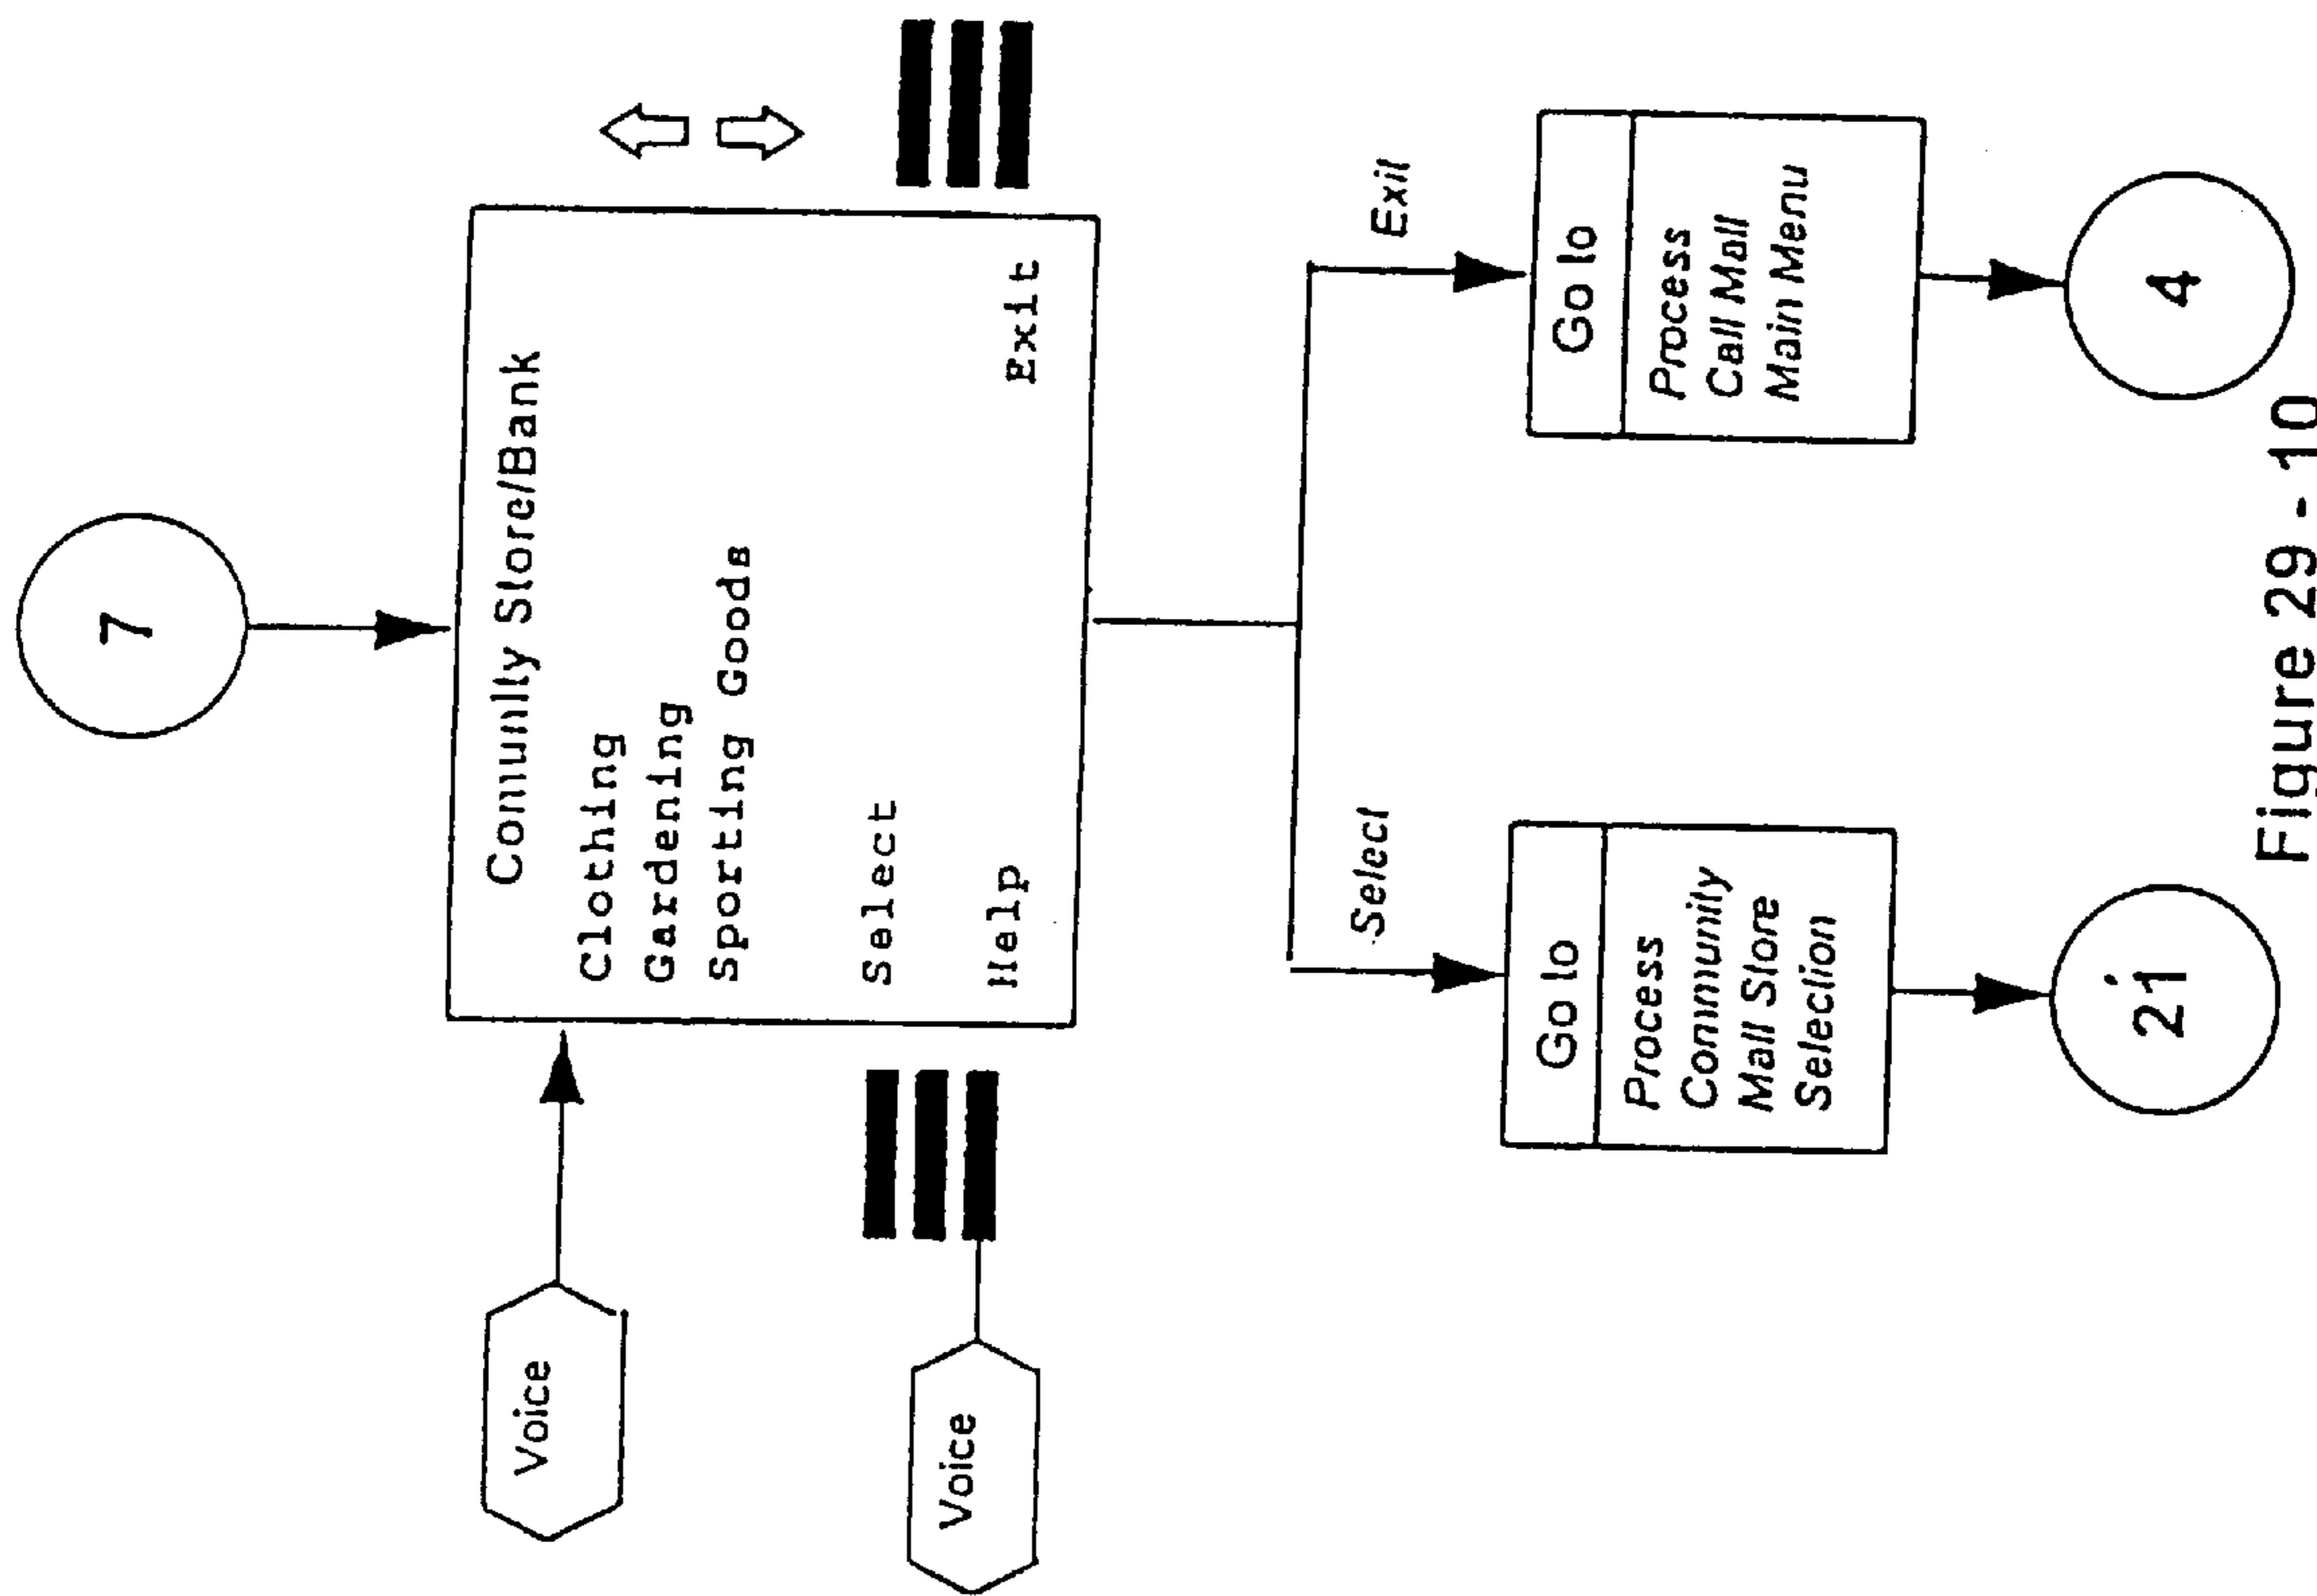 7
Voice
Community Store/Bank
Clothing
Gardening
Sporting Goods
Select
Help
Exit
Voice
Select
Exit
Go to
Process
Community
Mall Store
Selection
Go to
Process
Call Mall
Main Menu
21
4
Figure 29 - 10